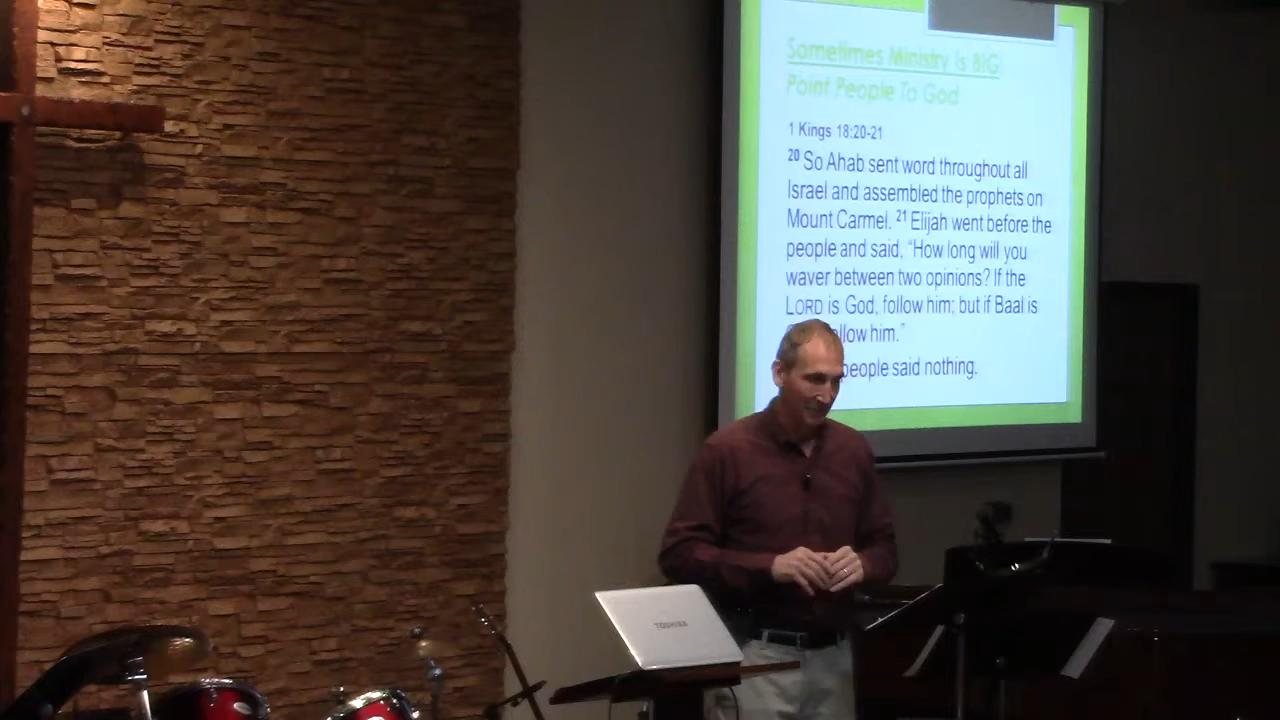 Sometimes Ministry Is BIG
Point People To God
1 Kings 18:20-21
20 So Ahab sent word throughout all
Israel and assembled the prophets on
Mount Carmel. 21 Elijah went before the
people and said, “How long will you
waver between two opinions? If the
LORD is God, follow him; but if Baal is
him.”
people said nothing.
TOSHIBA